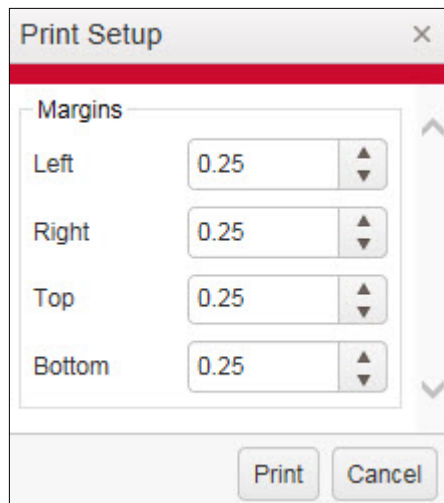 Print Setup
Margins
Left 0.25
Right 0.25
Top 0.25
Bottom 0.25
Print Cancel